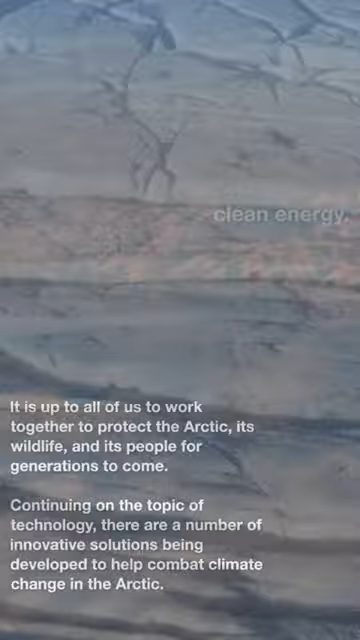 clean energy.
It is up to all of us to work
together to protect the Arctic, its
wildlife, and its people for
generations to come.
Continuing on the topic of
technology, there are a number of
innovative solutions being
developed to help combat climate
change in the Arctic.